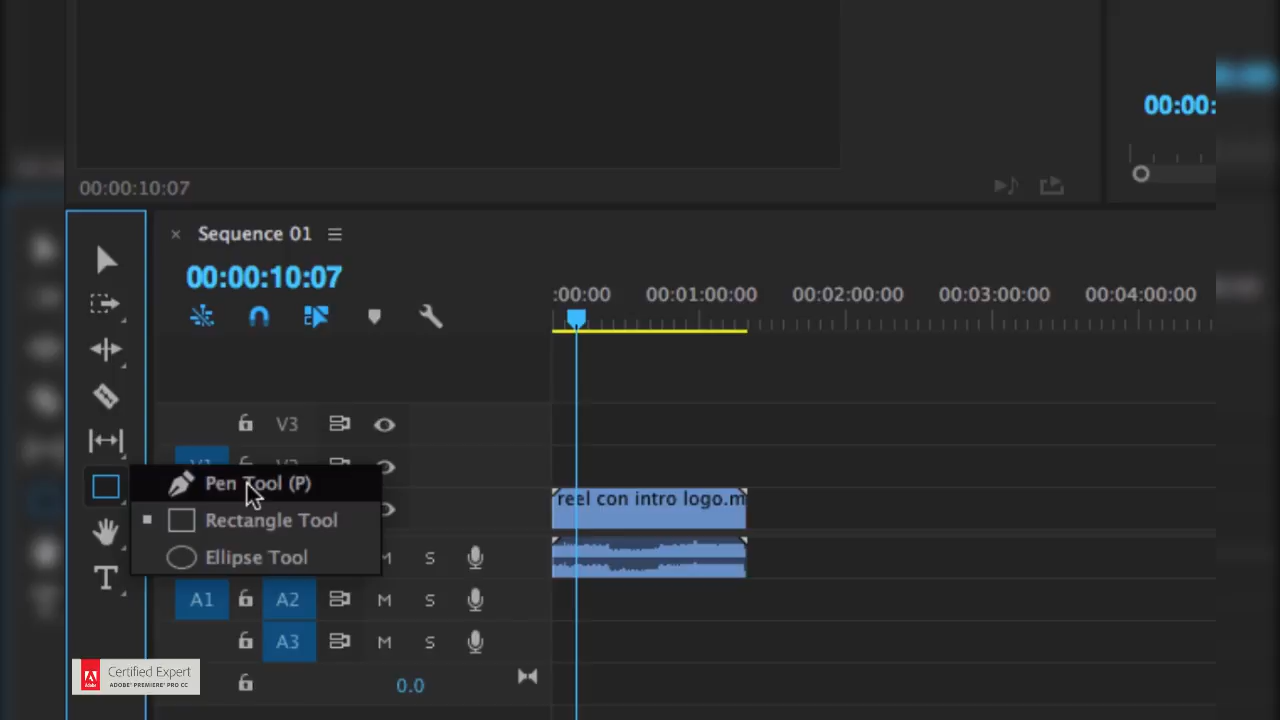 00:00:
00:00:10:07
Sequence 01
00:00:10:07
:00:00 00:01:00:00 00:02:00:00 00:03:00:00 00:04:00:00
V3
Pen Tool (P)
reel con intro logo.m
Rectangle Tool
Ellipse Tool
M S
A1 A2 M S
A3 M S
T
0.0
Certified Expert
ADOBE® PREMIERE® PRO CC
Adobe